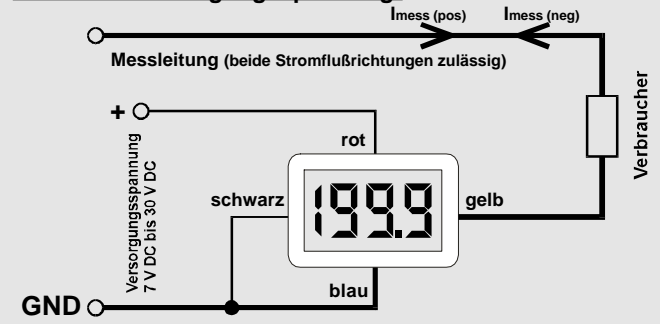 Imess (pos)
Imess (neg)
Messleitung (beide Stromflußrichtungen zulässig)
Verbraucher
+
rot
Versorgungsspannung
7 V DC bis 30 V DC
schwarz
199.9
gelb
blau
GND